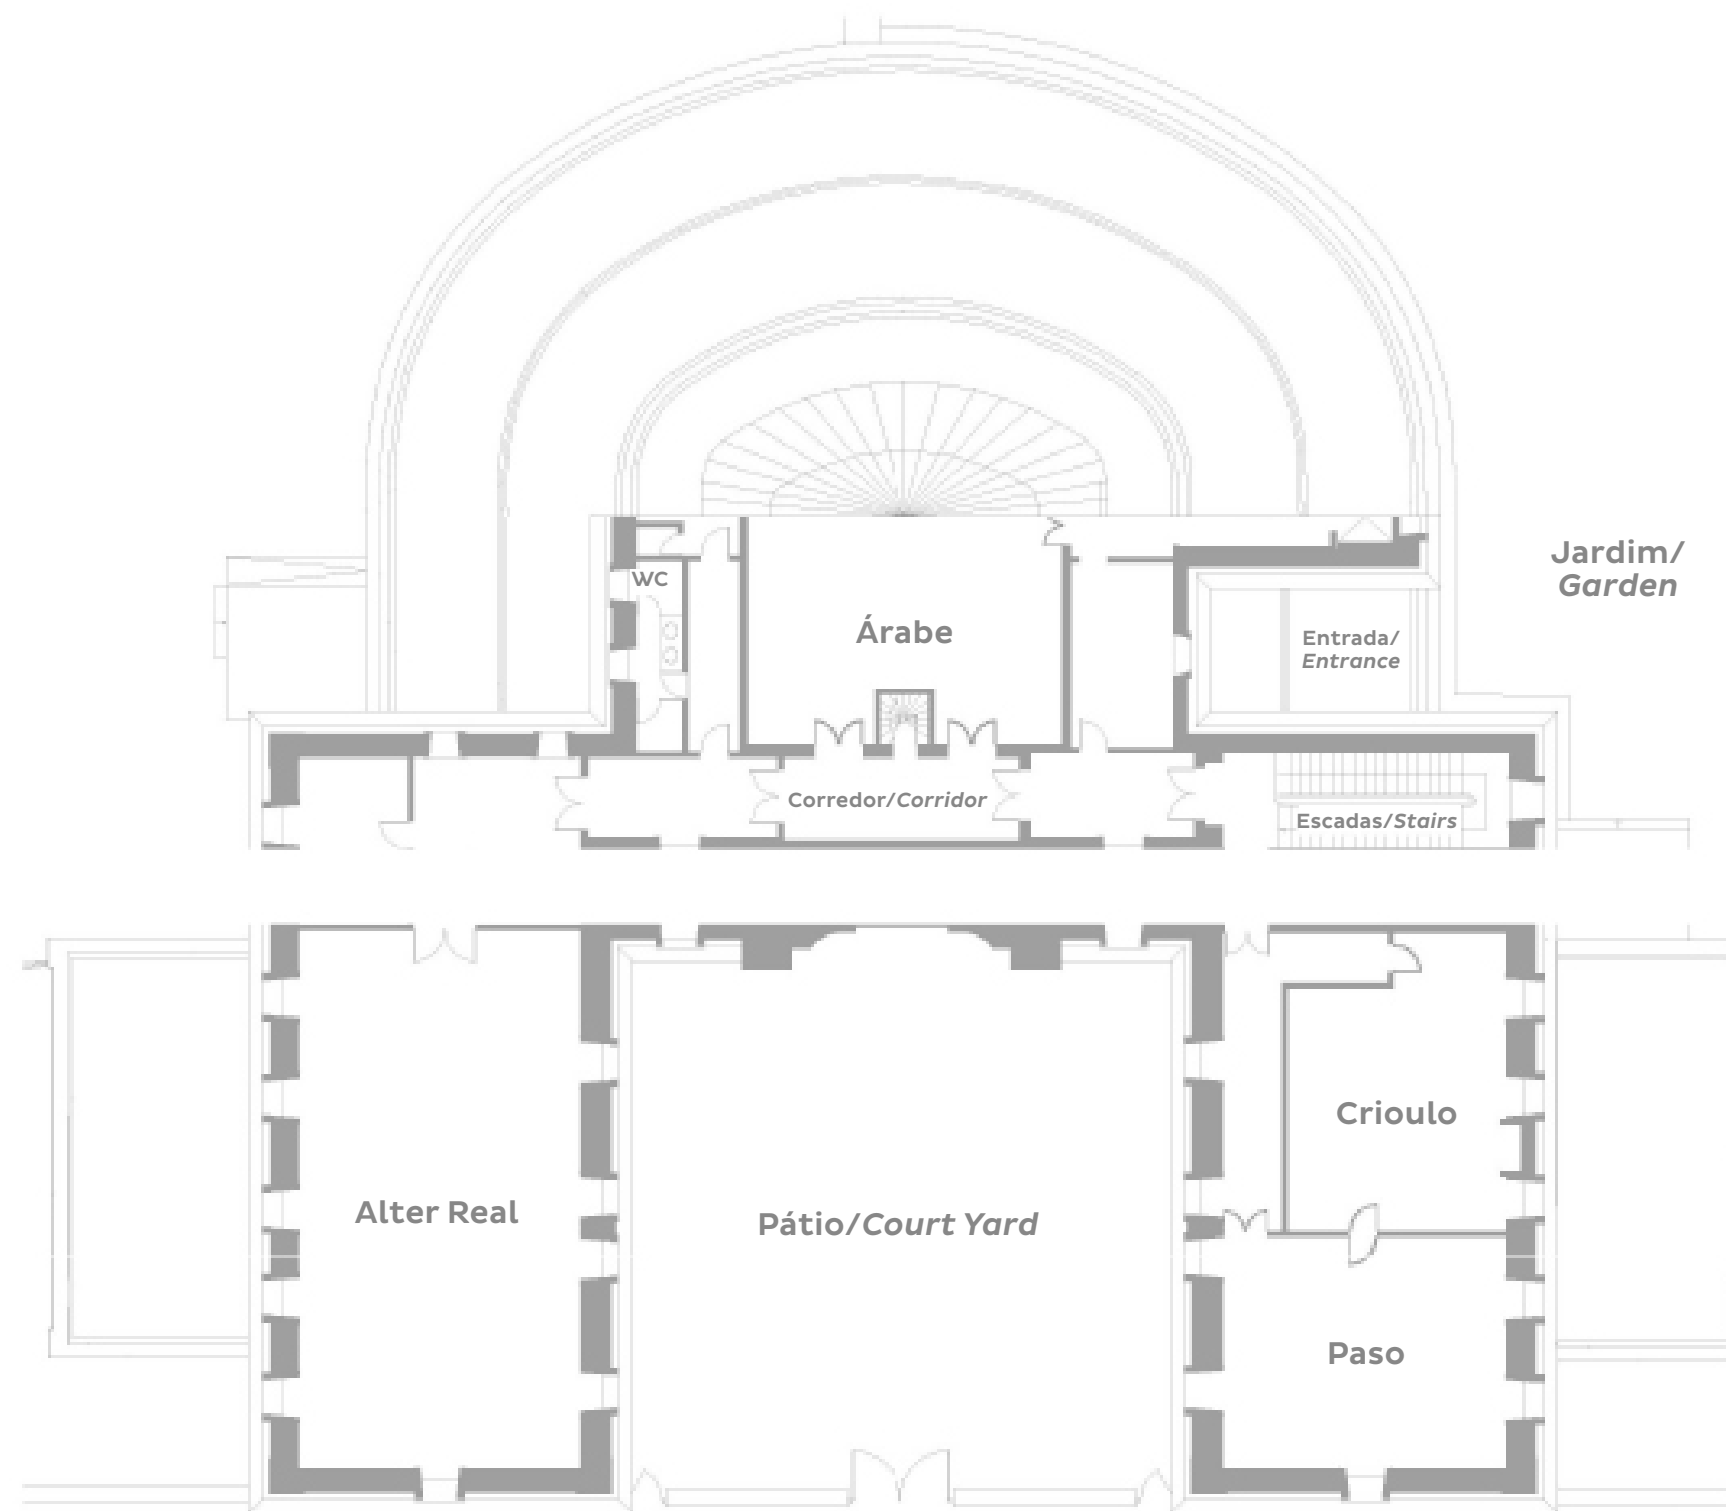 Jardim/
Garden
WC
Árabe
Entrada/
Entrance
Corredor/Corridor
Escadas/Stairs
Crioulo
Alter Real
Pátio/Court Yard
Paso